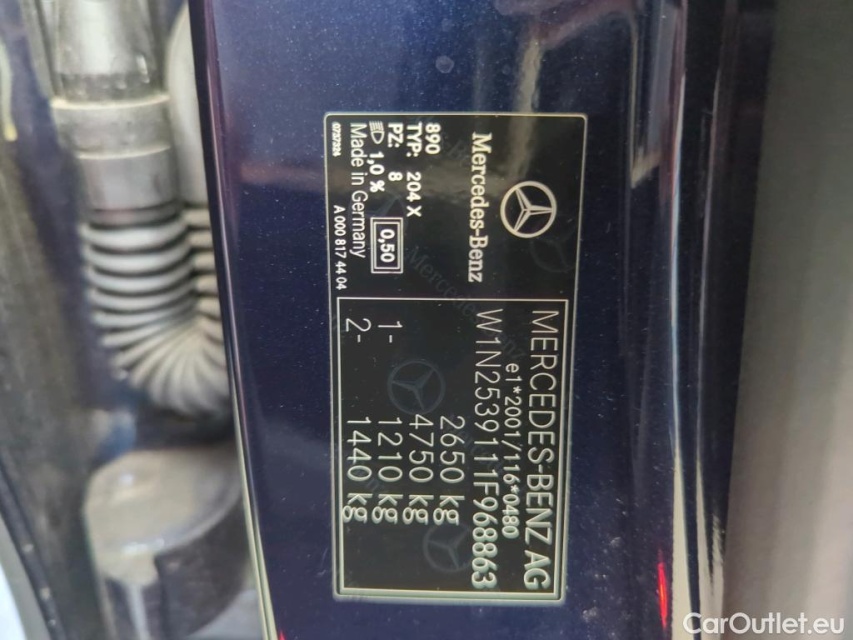 Mercedes-Benz
890
TYP: 204 X
PZ: 8
1,0 % 0,50
Made in Germany
0737324 A 000 817 44 04
MERCEDES-BENZ AG
e1*2001/116*0480
W1N2539111F968863
2650 kg
4750 kg
1- 1210 kg
2- 1440 kg
CarOutlet.eu